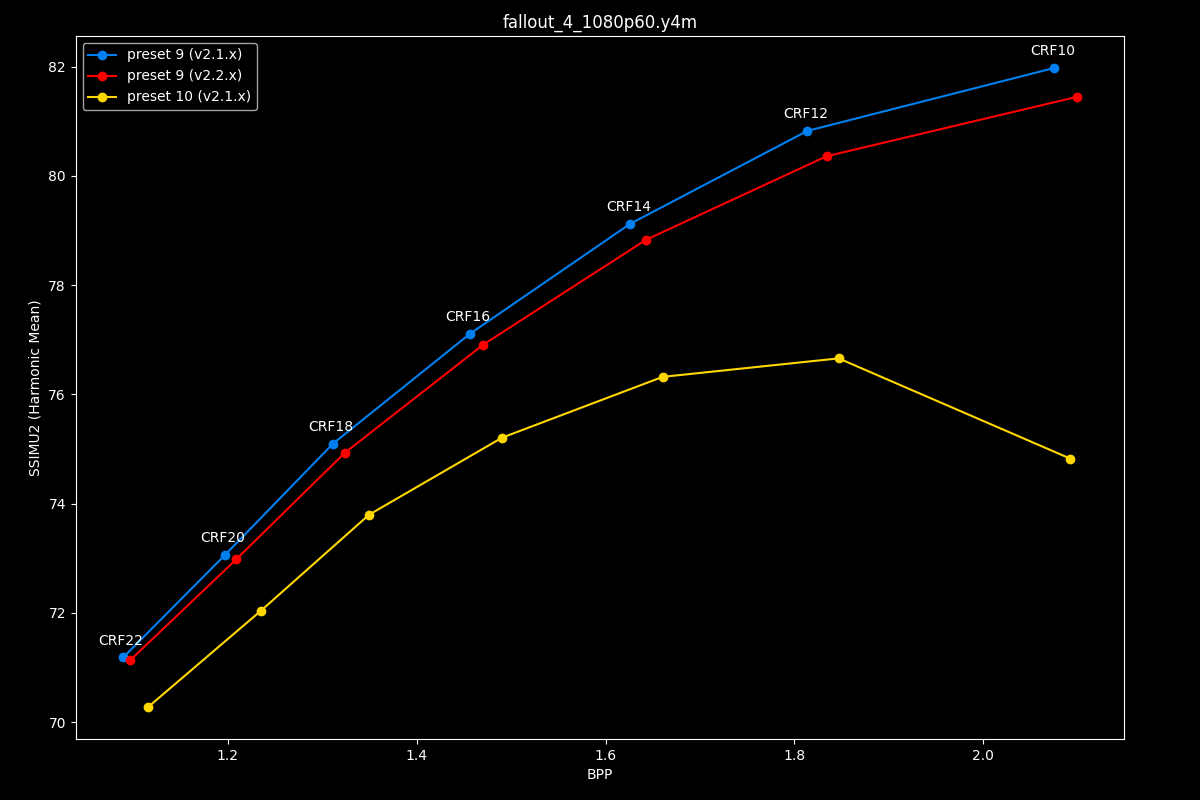 fallout_4_1080p60.y4m
preset 9 (v2.1.x)
preset 9 (v2.2.x)
preset 10 (v2.1.x)
CRF10
CRF12
CRF14
CRF16
CRF18
CRF20
CRF22
82
80
78
76
74
72
70
SSIMU2 (Harmonic Mean)
1.2
1.4
1.6
1.8
2.0
BPP